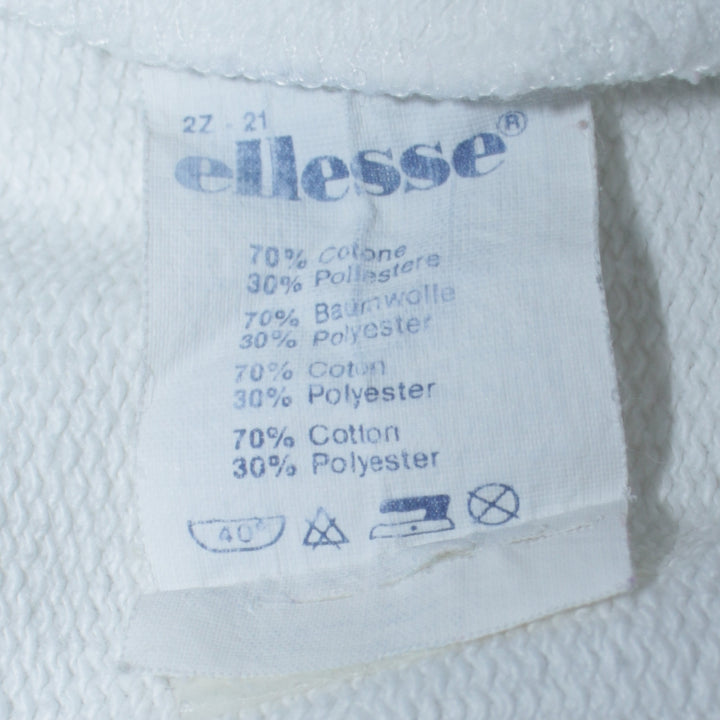 2Z - 21
ellesse®
70% Cotone
30% Poliestere
70% Baumwolle
30% Polyester
70% Coton
30% Polyester
70% Cotton
30% Polyester
40°